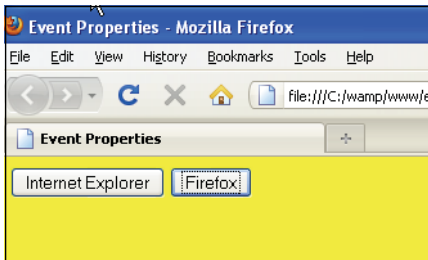 Event Properties - Mozilla Firefox
File Edit View History Bookmarks Tools Help
file:///C:/wamp/www/e
Event Properties
Internet Explorer Firefox